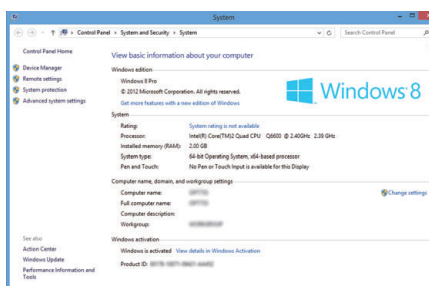 System
Control Panel ▸ System and Security ▸ System
Search Control Panel
Control Panel Home
Device Manager
Remote settings
System protection
Advanced system settings
View basic information about your computer
Windows edition
Windows 8 Pro
© 2012 Microsoft Corporation. All rights reserved.
Get more features with a new edition of Windows
Windows 8
System
Rating: System rating is not available
Processor: Intel(R) Core(TM)2 Quad CPU Q6600 @ 2.40GHz 2.39 GHz
Installed memory (RAM): 2.00 GB
System type: 64-bit Operating System, x64-based processor
Pen and Touch: No Pen or Touch Input is available for this Display
Computer name, domain, and workgroup settings
Computer name:
Change settings
Full computer name:
Computer description:
Workgroup:
Windows activation
Windows is activated View details in Windows Activation
Product ID:
See also
Action Center
Windows Update
Performance Information and
Tools